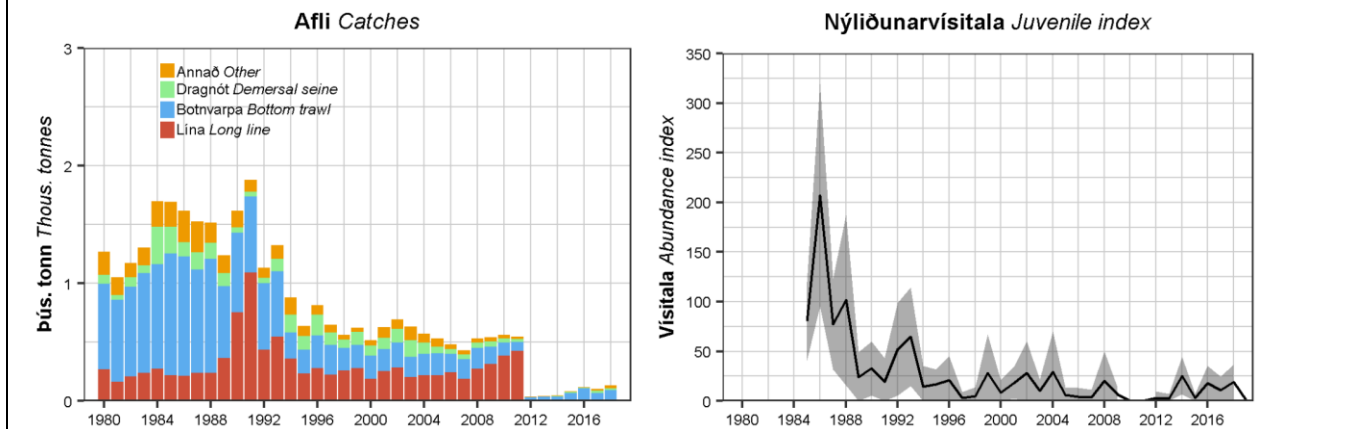 Afli Catches
þús. tonn Thous. tonnes
3
2
1
0
Annað Other
Dragnót Demersal seine
Botnvarpa Bottom trawl
Lína Long line
1980 1984 1988 1992 1996 2000 2004 2008 2012 2016
Nýliðunarvísitala Juvenile index
Vísitala Abundance index
350
300
250
200
150
100
50
0
1980 1984 1988 1992 1996 2000 2004 2008 2012 2016